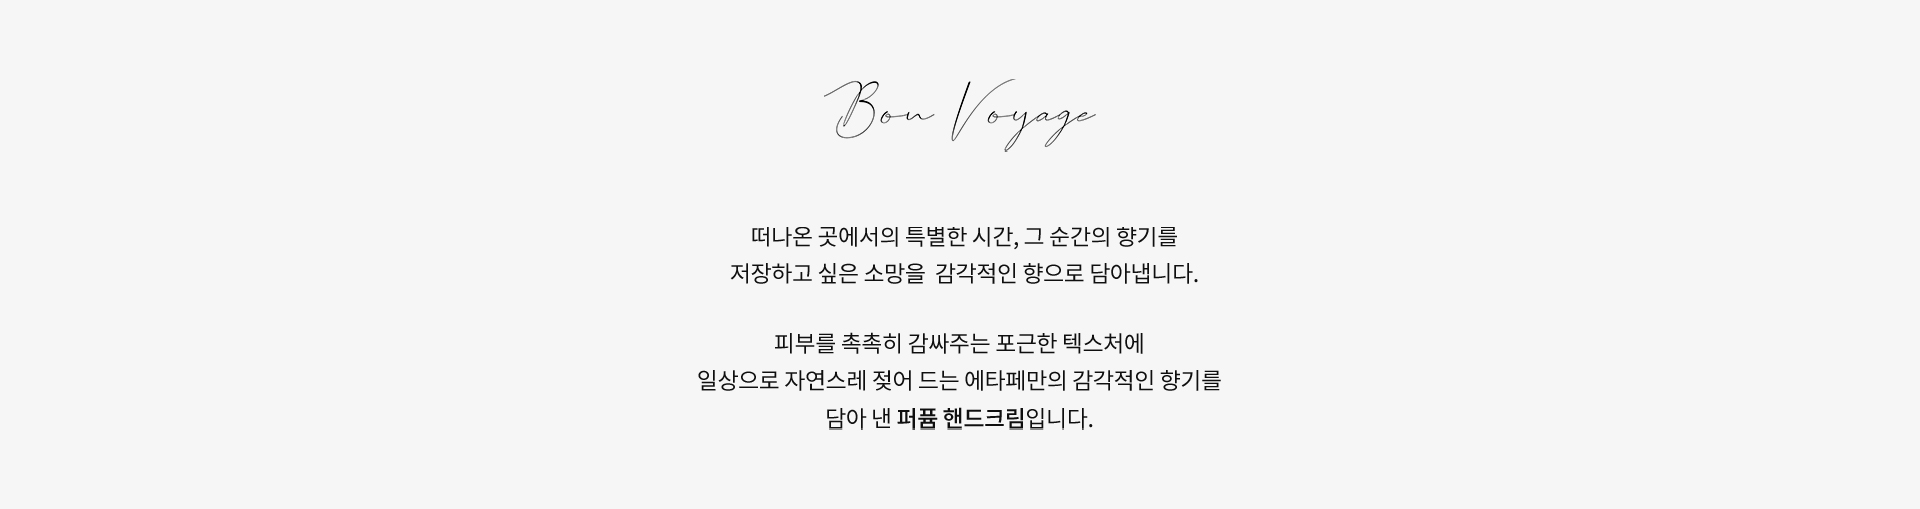 Bon Voyage
떠나온 곳에서의 특별한 시간, 그 순간의 향기를
저장하고 싶은 소망을 감각적인 향으로 담아냅니다.
피부를 촉촉히 감싸주는 포근한 텍스처에
일상으로 자연스레 젖어 드는 에타페만의 감각적인 향기를
담아 낸 퍼퓸 핸드크림입니다.